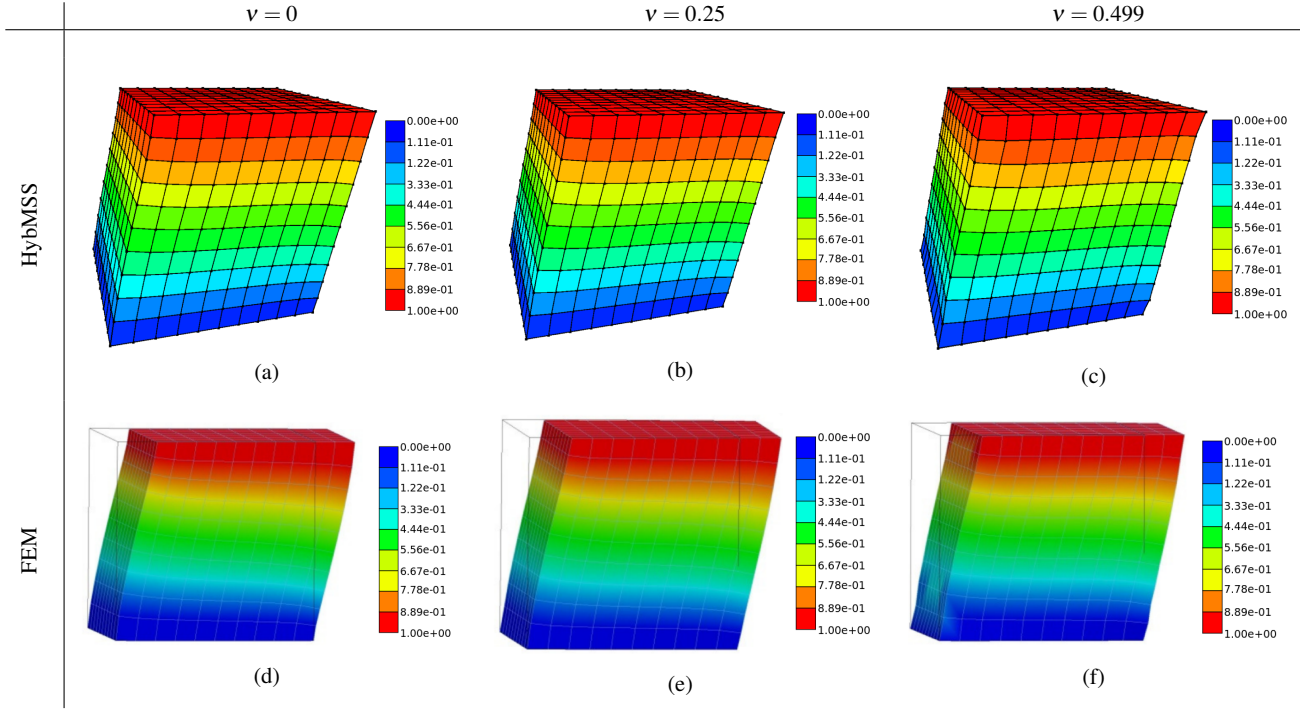 ν = 0 ν = 0.25 ν = 0.499
HybMSS
0.00e+00
1.11e-01
1.22e-01
3.33e-01
4.44e-01
5.56e-01
6.67e-01
7.78e-01
8.89e-01
1.00e+00
0.00e+00
1.11e-01
1.22e-01
3.33e-01
4.44e-01
5.56e-01
6.67e-01
7.78e-01
8.89e-01
1.00e+00
0.00e+00
1.11e-01
1.22e-01
3.33e-01
4.44e-01
5.56e-01
6.67e-01
7.78e-01
8.89e-01
1.00e+00
(a) (b) (c)
FEM
0.00e+00
1.11e-01
1.22e-01
3.33e-01
4.44e-01
5.56e-01
6.67e-01
7.78e-01
8.89e-01
1.00e+00
0.00e+00
1.11e-01
1.22e-01
3.33e-01
4.44e-01
5.56e-01
6.67e-01
7.78e-01
8.89e-01
1.00e+00
0.00e+00
1.11e-01
1.22e-01
3.33e-01
4.44e-01
5.56e-01
6.67e-01
7.78e-01
8.89e-01
1.00e+00
(d) (e) (f)